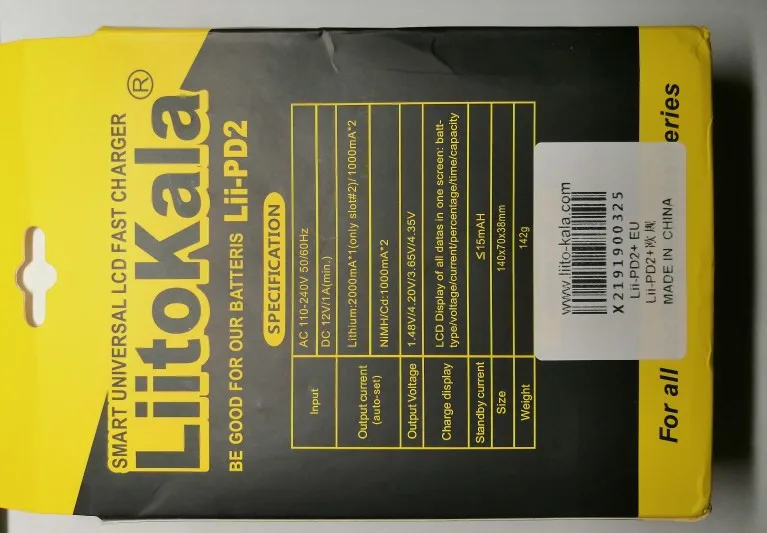 SMART UNIVERSAL LCD FAST CHARGER
LiitoKala®
BE GOOD FOR OUR BATTERIS Lii-PD2
SPECIFICATION
Input
AC 110-240V 50/60Hz
DC 12V/1A(min.)
Output current
(auto-set)
Lithium:2000mA*1(only slot#2)/1000mA*2
NiMH/Cd:1000mA*2
Output Voltage
1.48V/4.20V/3.65V/4.35V
Charge display
LCD Display of all datas in one screen: batt-
type/voltage/current/percentage/time/capacity
Standby current
≤15mAH
Size
140x70x38mm
Weight
142g
www.liito-kala.com
X2191900325
Lii-PD2+ EU
Lii-PD2+欧规
MADE IN CHINA
For all
eries